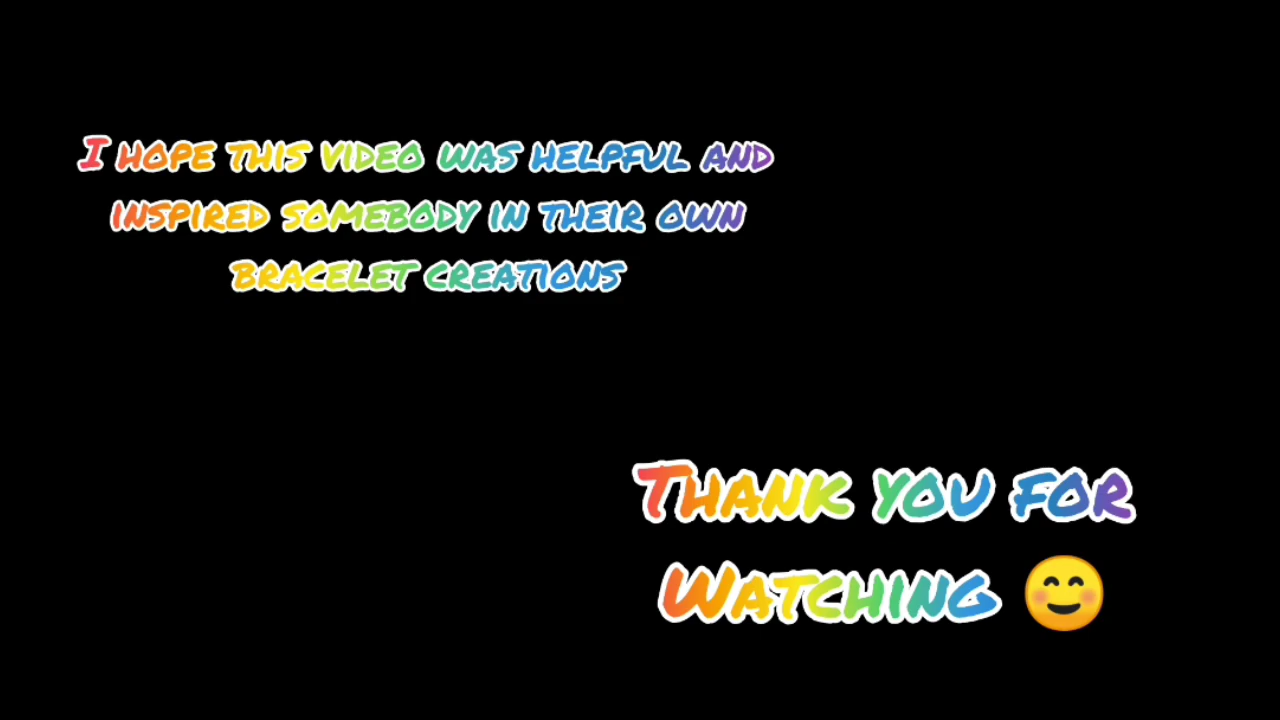 I hope this video was helpful and
inspired somebody in their own
bracelet creations
Thank you for
Watching 😊